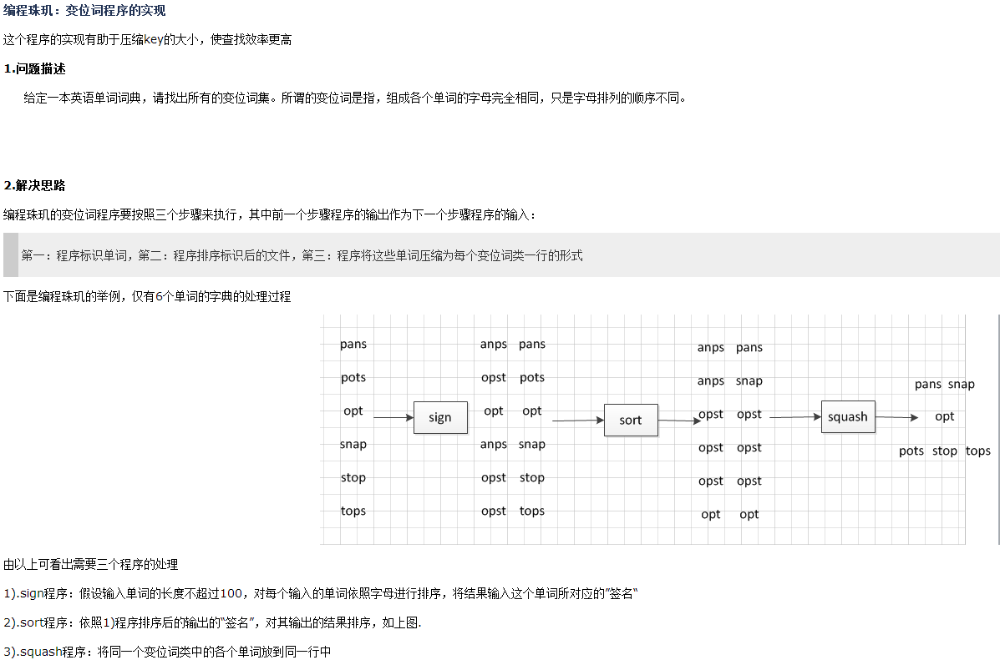 编程珠玑：变位词程序的实现
这个程序的实现有助于压缩key的大小，使查找效率更高
1.问题描述
给定一本英语单词词典，请找出所有的变位词集。所谓的变位词是指，组成各个单词的字母完全相同，只是字母排列的顺序不同。
2.解决思路
编程珠玑的变位词程序要按照三个步骤来执行，其中前一个步骤程序的输出作为下一个步骤程序的输入：
第一：程序标识单词，第二：程序排序标识后的文件，第三：程序将这些单词压缩为每个变位词类一行的形式
下面是编程珠玑的举例，仅有6个单词的字典的处理过程
pans
pots
opt
snap
stop
tops
sign
anps pans
opst pots
opt opt
anps snap
opst stop
opst tops
sort
anps pans
anps snap
opst opst
opst opst
opst opst
opt opt
squash
pans snap
opt
pots stop tops
由以上可看出需要三个程序的处理
1).sign程序：假设输入单词的长度不超过100，对每个输入的单词依照字母进行排序，将结果输入这个单词所对应的”签名“
2).sort程序：依照1)程序排序后的输出的“签名”，对其输出的结果排序，如上图.
3).squash程序：将同一个变位词类中的各个单词放到同一行中